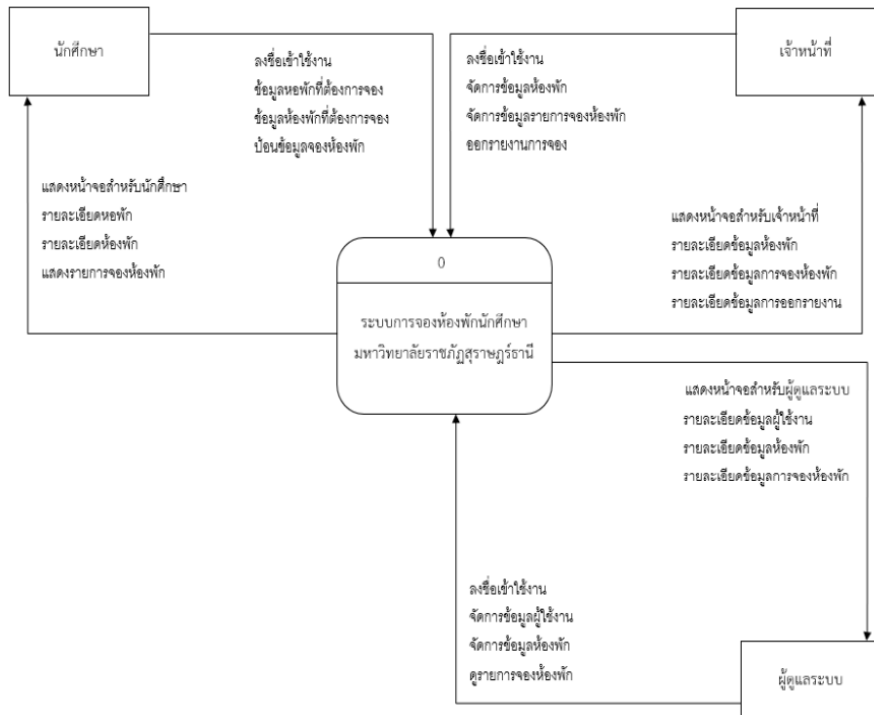 นักศึกษา
เจ้าหน้าที่
ลงชื่อเข้าใช้งาน
ข้อมูลหอพักที่ต้องการจอง
ข้อมูลห้องพักที่ต้องการจอง
ป้อนข้อมูลจองห้องพัก
ลงชื่อเข้าใช้งาน
จัดการข้อมูลห้องพัก
จัดการข้อมูลรายการจองห้องพัก
ออกรายงานการจอง
แสดงหน้าจอสำหรับนักศึกษา
รายละเอียดหอพัก
รายละเอียดห้องพัก
แสดงรายการจองห้องพัก
แสดงหน้าจอสำหรับเจ้าหน้าที่
รายละเอียดข้อมูลห้องพัก
รายละเอียดข้อมูลการจองห้องพัก
รายละเอียดข้อมูลการออกรายงาน
0
ระบบการจองห้องพักนักศึกษา
มหาวิทยาลัยราชภัฏสุราษฎร์ธานี
แสดงหน้าจอสำหรับผู้ดูแลระบบ
รายละเอียดข้อมูลผู้ใช้งาน
รายละเอียดข้อมูลห้องพัก
รายละเอียดข้อมูลการจองห้องพัก
ลงชื่อเข้าใช้งาน
จัดการข้อมูลผู้ใช้งาน
จัดการข้อมูลห้องพัก
ดูรายการจองห้องพัก
ผู้ดูแลระบบ